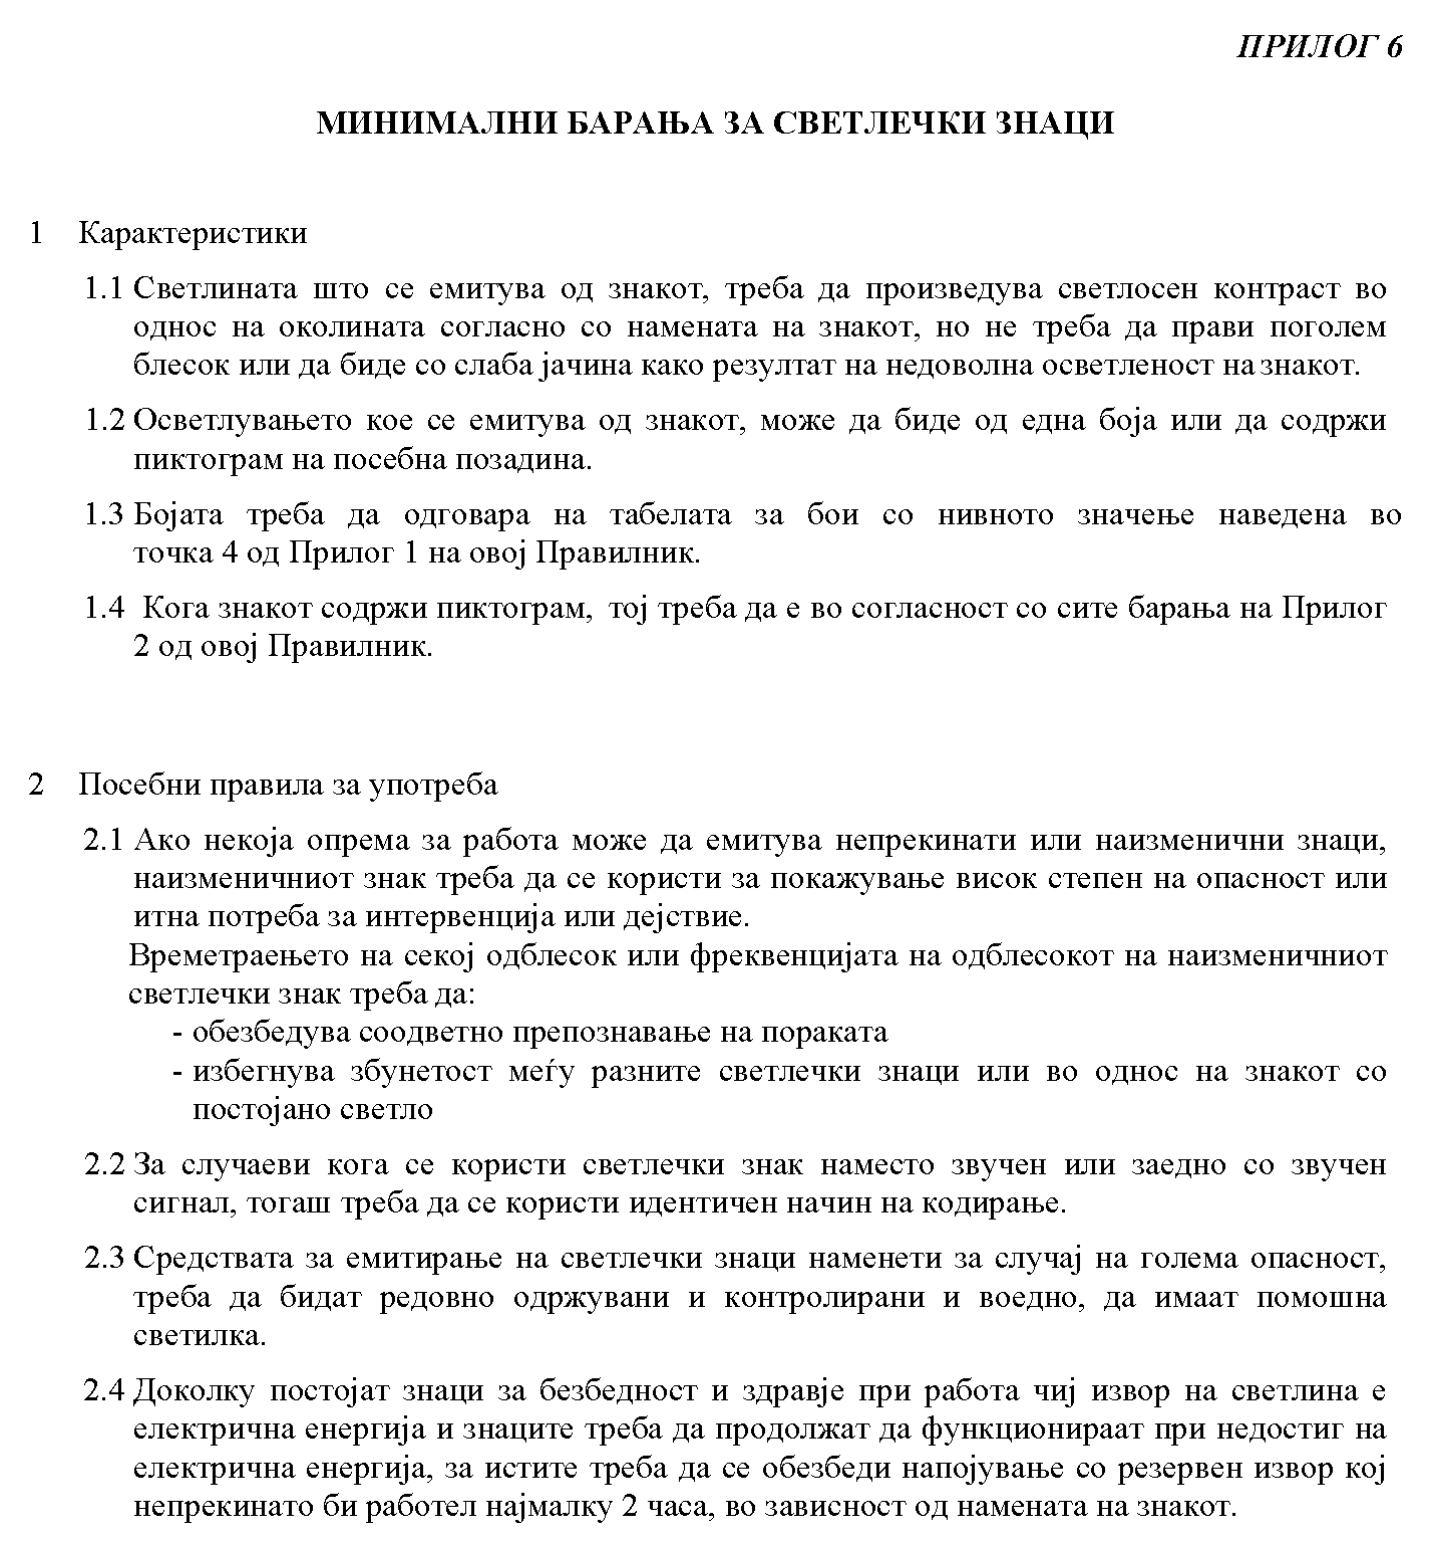 ПРИЛОГ 6
МИНИМАЛНИ БАРАЊА ЗА СВЕТЛЕЧКИ ЗНАЦИ
1 Карактеристики
1.1 Светлината што се емитува од знакот, треба да произведува светлосен контраст во
однос на околината согласно со намената на знакот, но не треба да прави поголем
блесок или да биде со слаба јачина како резултат на недоволна осветленост на знакот.
1.2 Осветлувањето кое се емитува од знакот, може да биде од една боја или да содржи
пиктограм на посебна позадина.
1.3 Бојата треба да одговара на табелата за бои со нивното значење наведена во
точка 4 од Прилог 1 на овој Правилник.
1.4 Кога знакот содржи пиктограм, тој треба да е во согласност со сите барања на Прилог
2 од овој Правилник.
2 Посебни правила за употреба
2.1 Ако некоја опрема за работа може да емитува непрекинати или наизменични знаци,
наизменичниот знак треба да се користи за покажување висок степен на опасност или
итна потреба за интервенција или дејствие.
Времетраењето на секој одблесок или фреквенцијата на одблесокот на наизменичниот
светлечки знак треба да:
- обезбедува соодветно препознавање на пораката
- избегнува збунетост меѓу разните светлечки знаци или во однос на знакот со
постојано светло
2.2 За случаеви кога се користи светлечки знак наместо звучен или заедно со звучен
сигнал, тогаш треба да се користи идентичен начин на кодирање.
2.3 Средствата за емитирање на светлечки знаци наменети за случај на голема опасност,
треба да бидат редовно одржувани и контролирани и воедно, да имаат помошна
светилка.
2.4 Доколку постојат знаци за безбедност и здравје при работа чиј извор на светлина е
електрична енергија и знаците треба да продолжат да функционираат при недостиг на
електрична енергија, за истите треба да се обезбеди напојување со резервен извор кој
непрекинато би работел најмалку 2 часа, во зависност од намената на знакот.